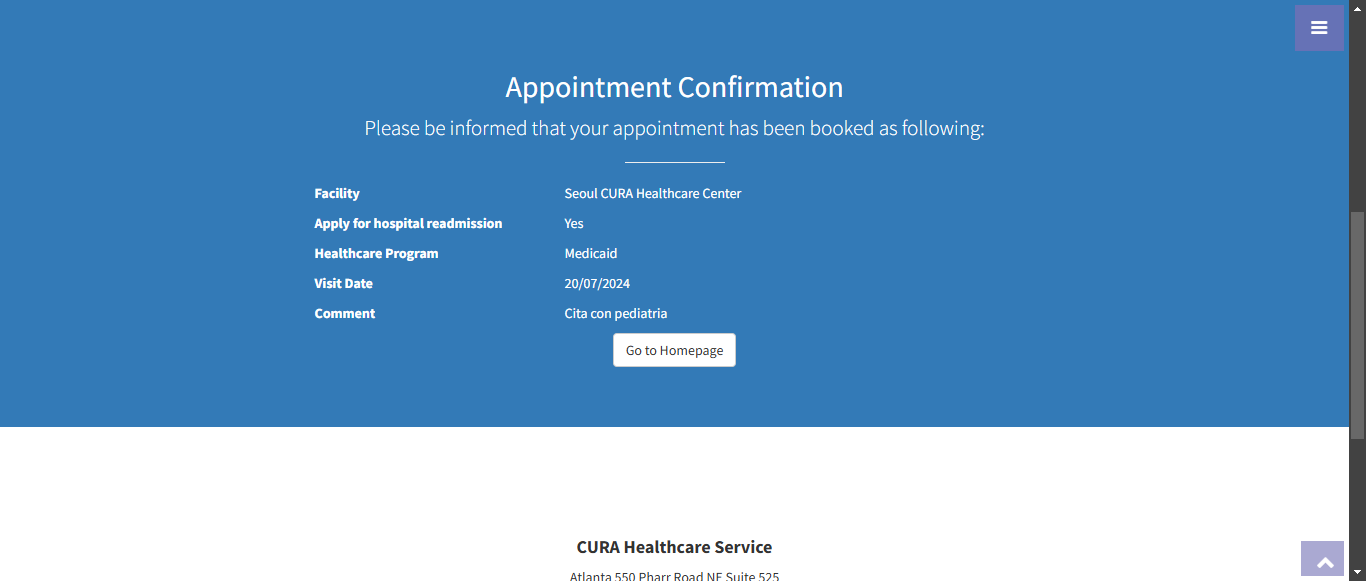 Appointment Confirmation
Please be informed that your appointment has been booked as following:
Facility Seoul CURA Healthcare Center
Apply for hospital readmission Yes
Healthcare Program Medicaid
Visit Date 20/07/2024
Comment Cita con pediatria
Go to Homepage
CURA Healthcare Service
Atlanta 550 Pharr Road NE Suite 525